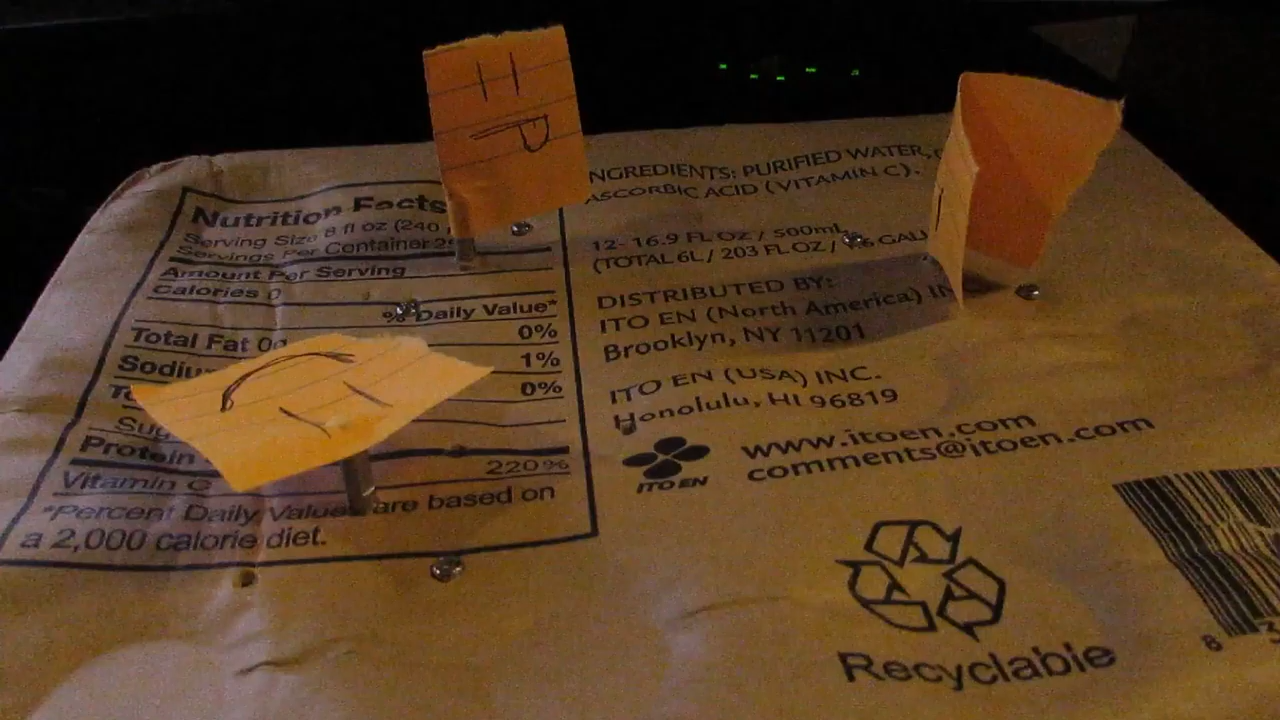 Nutrition Facts
Serving Size 8 fl oz (240
Servings Per Container
Amount Per Serving
Calories 0
% Daily Value*
Total Fat 0g 0%
1%
0%
Protein
Vitamin C 220%
*Percent Daily Values are based on
a 2,000 calorie diet.
NGREDIENTS: PURIFIED WATER,
ASCORBIC ACID (VITAMIN C).
12- 16.9 FL OZ / 500mL
(TOTAL 6L / 203 FL OZ /
DISTRIBUTED BY:
ITO EN (North America) IN
Brooklyn, NY 11201
ITO EN (USA) INC.
Honolulu, HI 96819
ITO EN
www.itoen.com
comments@itoen.com
Recyclable
8